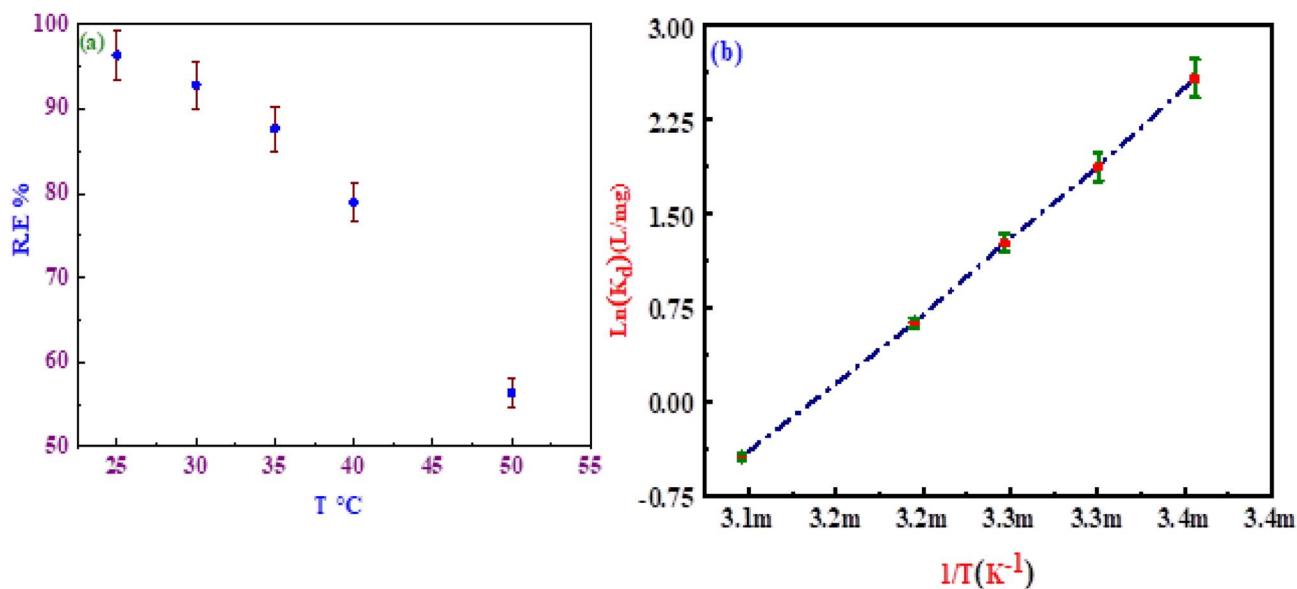 (a)
100
90
80
70
60
50
25 30 35 40 45 50 55
R.E %
T °C
(b)
3.00
2.25
1.50
0.75
0.00
-0.75
3.1m 3.2m 3.2m 3.3m 3.3m 3.4m 3.4m
Ln(Kd)(L/mg)
1/T(K-1)